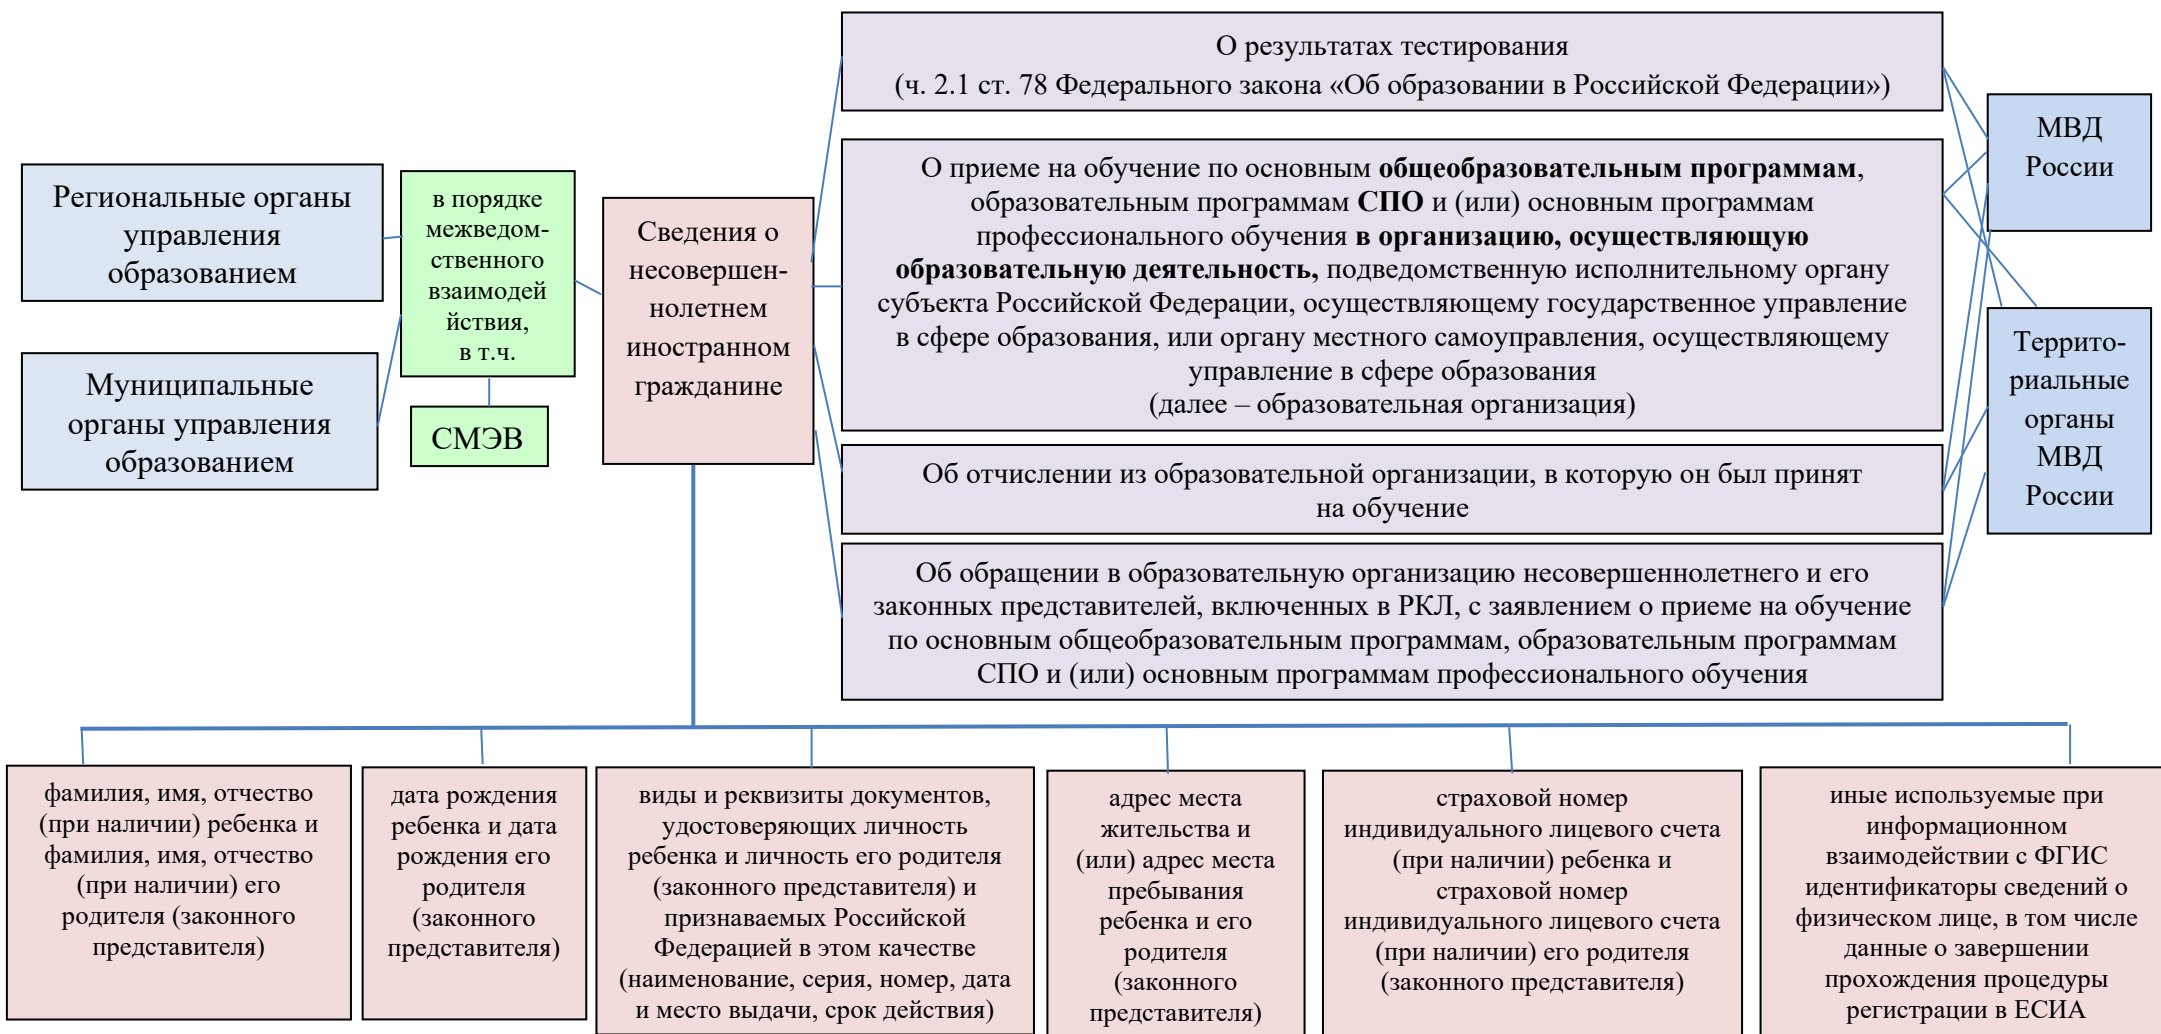 Региональные органы
управления
образованием
Муниципальные
органы управления
образованием
в порядке
межведом-
ственного
взаимодей
йствия,
в т.ч.
СМЭВ
Сведения о
несовершен-
нолетнем
иностранном
гражданине
О результатах тестирования
(ч. 2.1 ст. 78 Федерального закона «Об образовании в Российской Федерации»)
О приеме на обучение по основным общеобразовательным программам,
образовательным программам СПО и (или) основным программам
профессионального обучения в организацию, осуществляющую
образовательную деятельность, подведомственную исполнительному органу
субъекта Российской Федерации, осуществляющему государственное управление
в сфере образования, или органу местного самоуправления, осуществляющему
управление в сфере образования
(далее – образовательная организация)
Об отчислении из образовательной организации, в которую он был принят
на обучение
Об обращении в образовательную организацию несовершеннолетнего и его
законных представителей, включенных в РКЛ, с заявлением о приеме на обучение
по основным общеобразовательным программам, образовательным программам
СПО и (или) основным программам профессионального обучения
МВД
России
Террито-
риальные
органы
МВД
России
фамилия, имя, отчество
(при наличии) ребенка и
фамилия, имя, отчество
(при наличии) его
родителя (законного
представителя)
дата рождения
ребенка и дата
рождения его
родителя
(законного
представителя)
виды и реквизиты документов,
удостоверяющих личность
ребенка и личность его родителя
(законного представителя) и
признаваемых Российской
Федерацией в этом качестве
(наименование, серия, номер, дата
и место выдачи, срок действия)
адрес места
жительства и
(или) адрес места
пребывания
ребенка и его
родителя
(законного
представителя)
страховой номер
индивидуального лицевого счета
(при наличии) ребенка и
страховой номер
индивидуального лицевого счета
(при наличии) его родителя
(законного представителя)
иные используемые при
информационном
взаимодействии с ФГИС
идентификаторы сведений о
физическом лице, в том числе
данные о завершении
прохождения процедуры
регистрации в ЕСИА